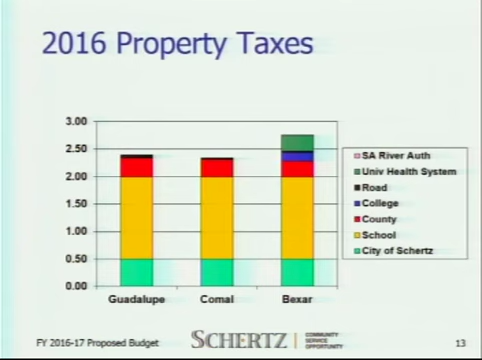 2016 Property Taxes
3.00
2.50
2.00
1.50
1.00
0.50
0.00
Guadalupe Comal Bexar
SA River Auth
Univ Health System
Road
College
County
School
City of Schertz
FY 2016-17 Proposed Budget
SCHERTZ
COMMUNITY
SERVICE
OPPORTUNITY
13